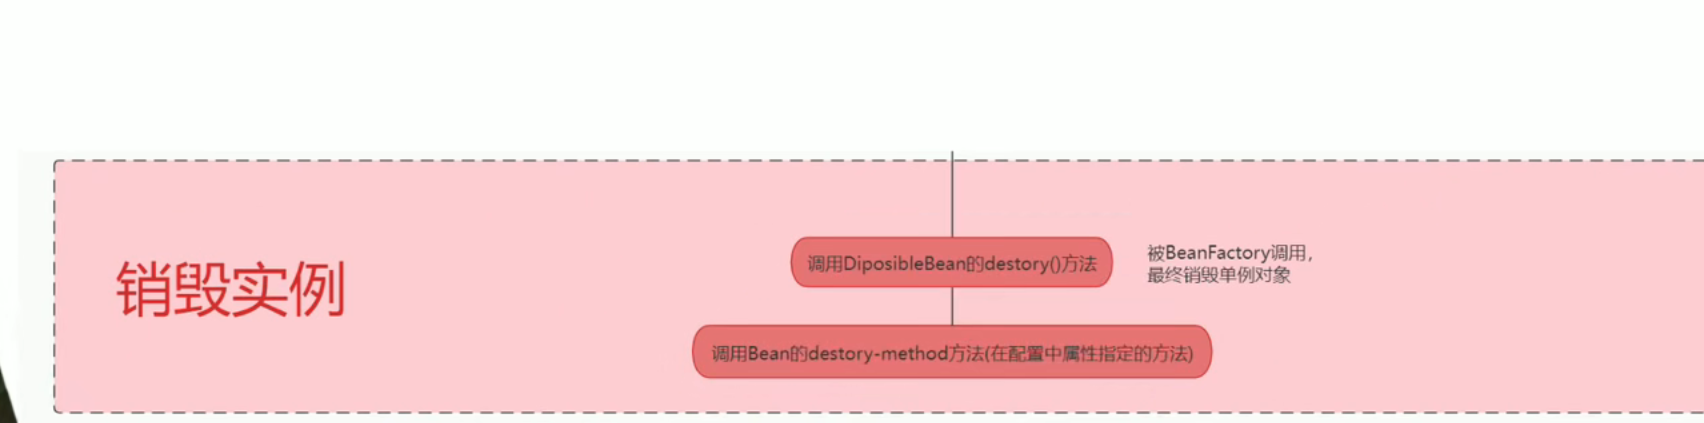 销毁实例
调用DiposibleBean的destory()方法
被BeanFactory调用,
最终销毁单例对象
调用Bean的destory-method方法(在配置中属性指定的方法)